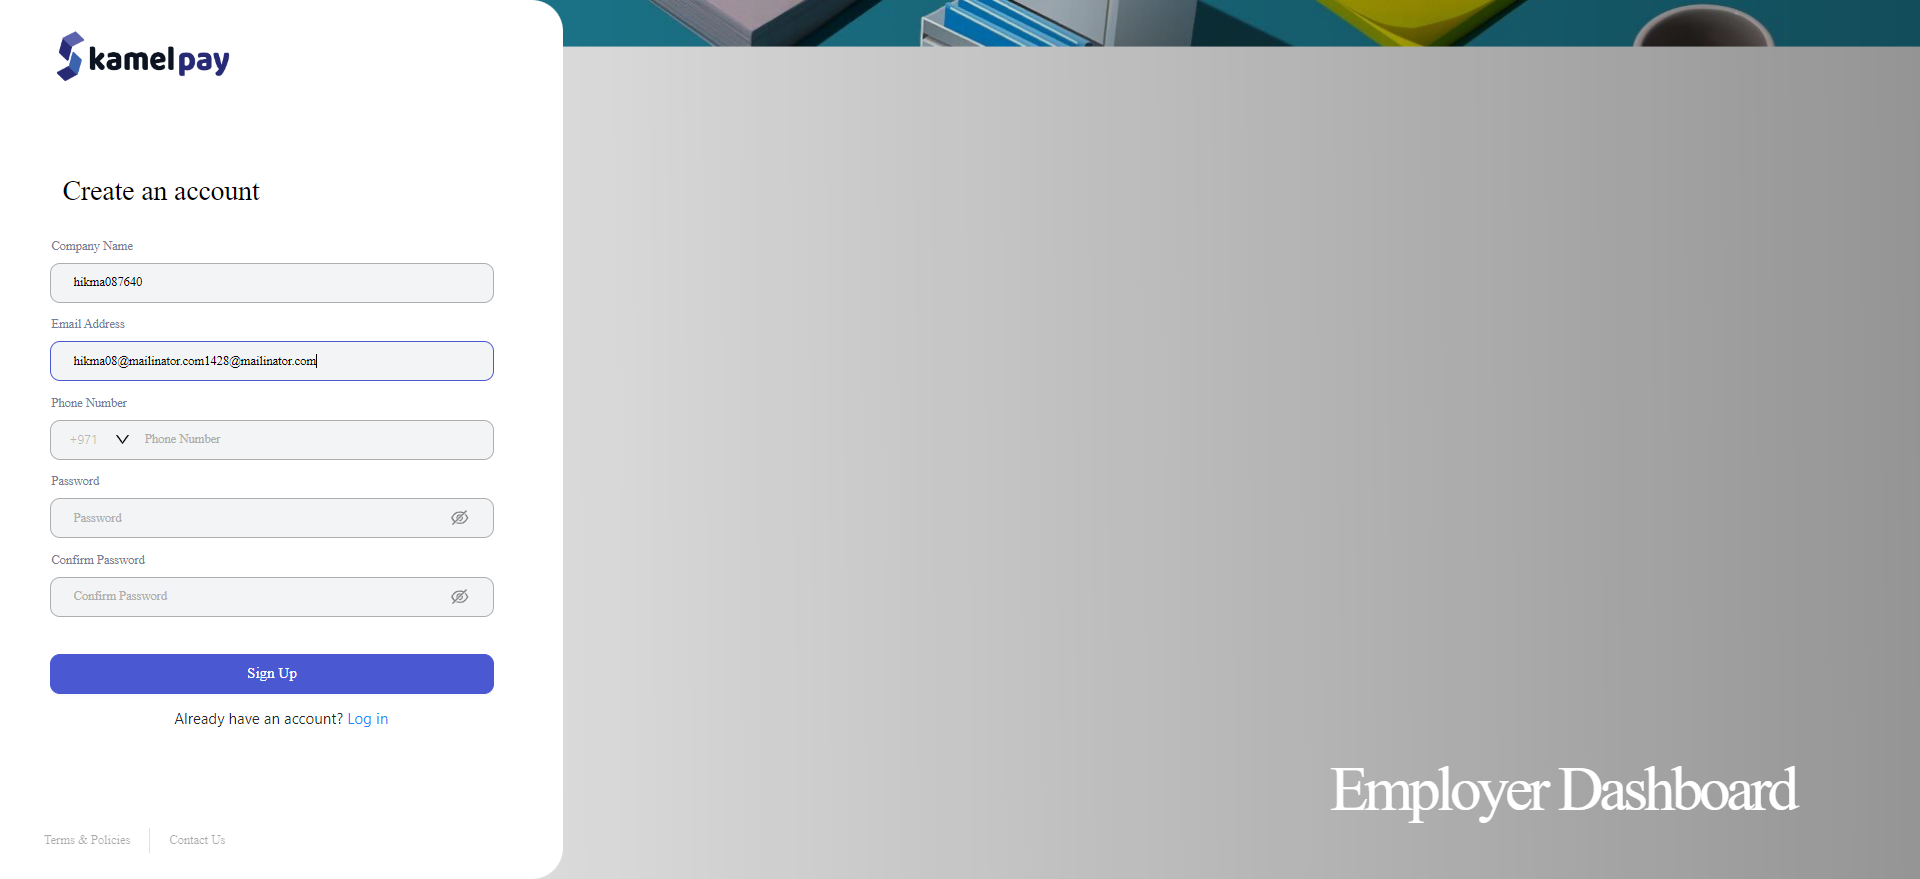 kamelpay
Create an account
Company Name
hikma087640
Email Address
hikma08@mailinator.com1428@mailinator.com
Phone Number
+971 Phone Number
Password
Password
Confirm Password
Confirm Password
Sign Up
Already have an account? Log in
Terms & Policies
Contact Us
Employer Dashboard